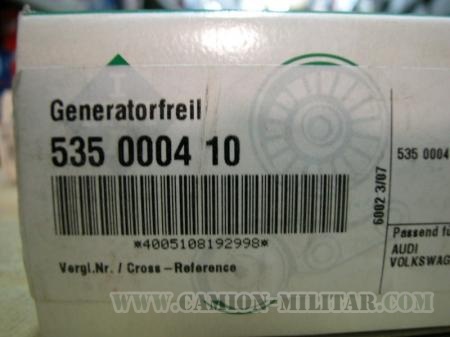 Generatorfreil
535 0004 10
535 0004
*4005108192998*
6002 3/07
Vergl.Nr. / Cross-Reference
Passend fu
AUDI
VOLKSWAG
WWW.CAMION-MILITAR.COM